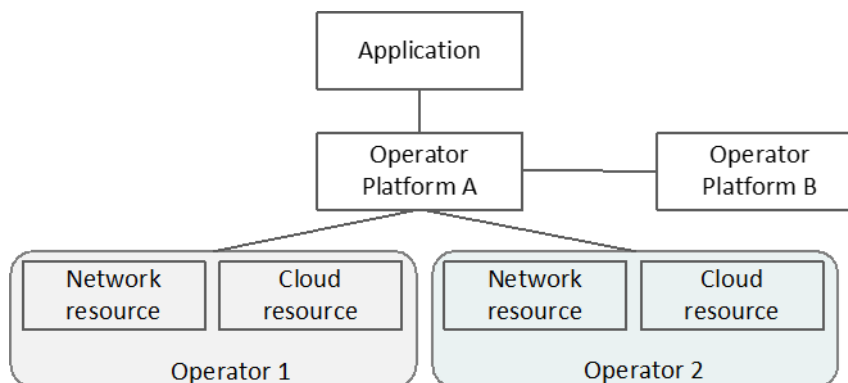 Application
Operator
Platform A
Operator
Platform B
Network
resource
Cloud
resource
Operator 1
Network
resource
Cloud
resource
Operator 2